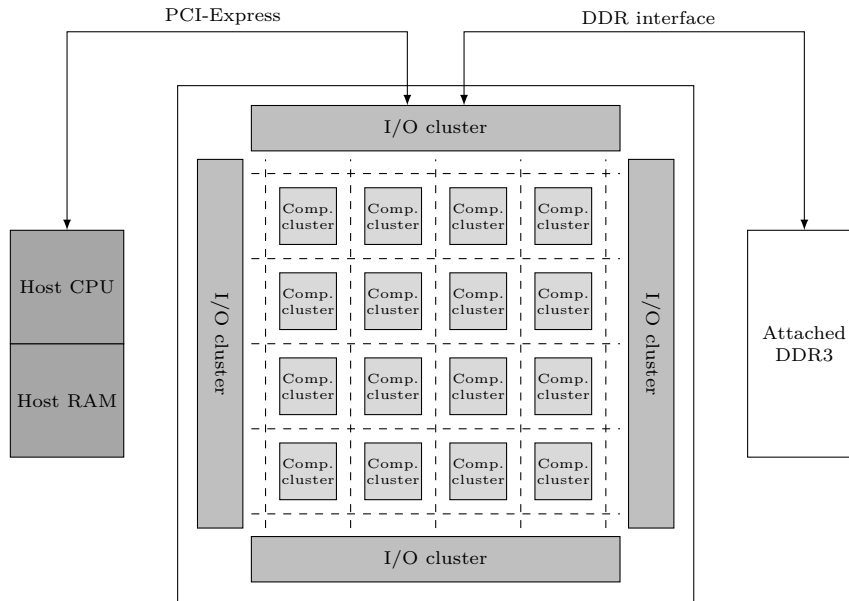 PCI-Express
DDR interface
I/O cluster
Comp.
cluster
Comp.
cluster
Comp.
cluster
Comp.
cluster
Host CPU
Host RAM
I/O cluster
Comp.
cluster
Comp.
cluster
Comp.
cluster
Comp.
cluster
I/O cluster
Attached
DDR3
Comp.
cluster
Comp.
cluster
Comp.
cluster
Comp.
cluster
Comp.
cluster
Comp.
cluster
Comp.
cluster
Comp.
cluster
I/O cluster